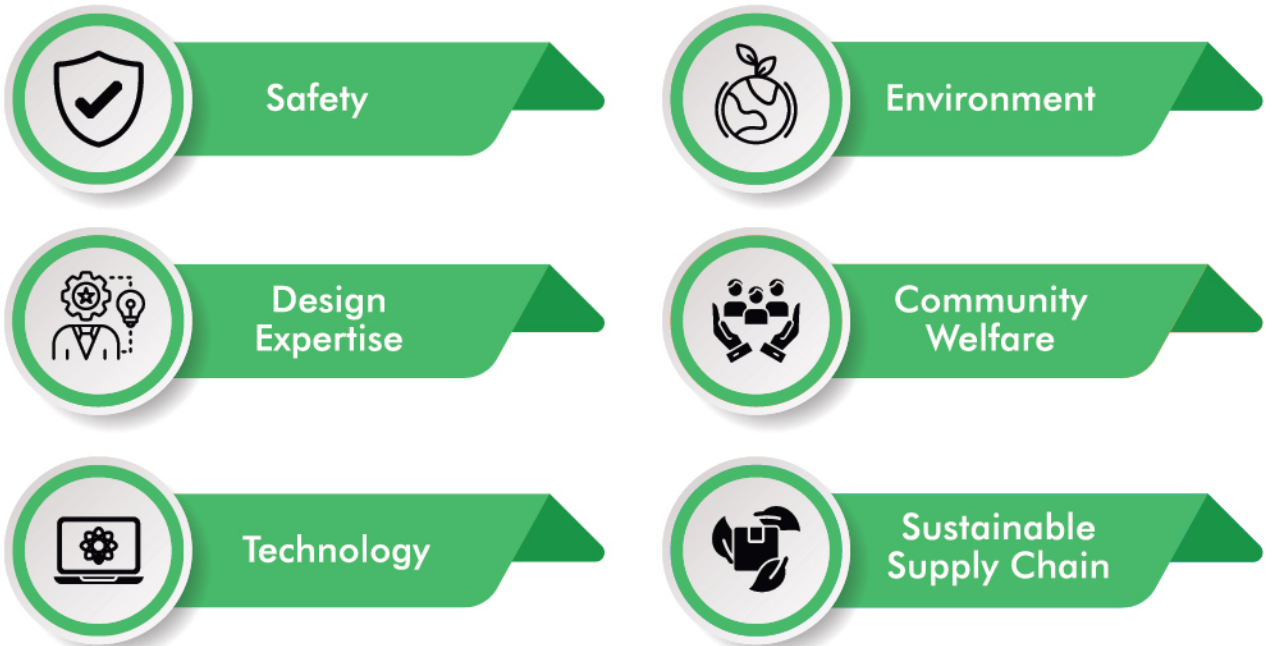 Safety
Environment
Design
Expertise
Community
Welfare
Technology
Sustainable
Supply Chain